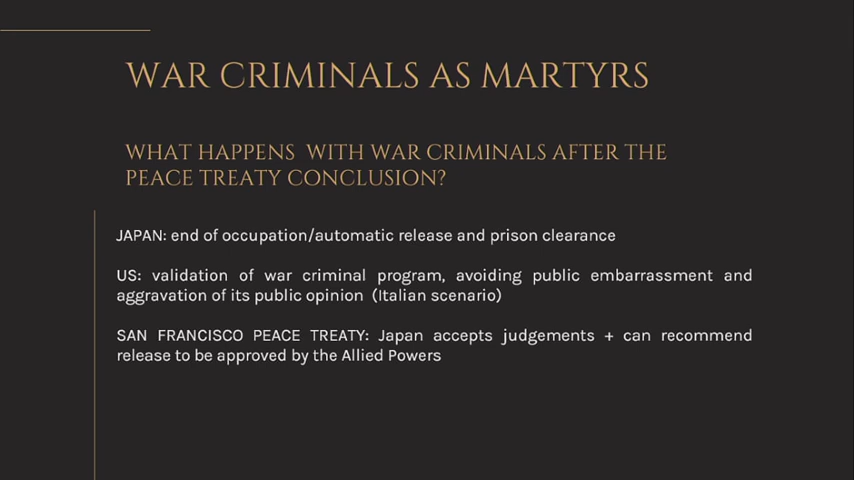 WAR CRIMINALS AS MARTYRS
WHAT HAPPENS WITH WAR CRIMINALS AFTER THE
PEACE TREATY CONCLUSION?
JAPAN: end of occupation/automatic release and prison clearance
US: validation of war criminal program, avoiding public embarrassment and
aggravation of its public opinion (Italian scenario)
SAN FRANCISCO PEACE TREATY: Japan accepts judgements + can recommend
release to be approved by the Allied Powers